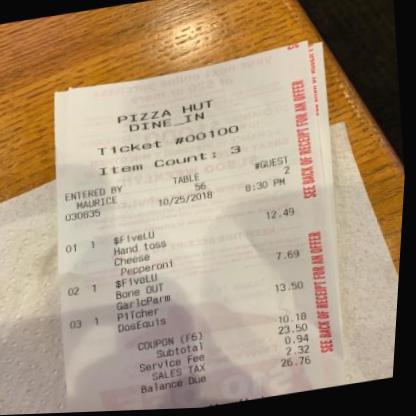 PIZZA HUT
DINE_IN
Ticket #00100
Item Count: 3
ENTERED BY TABLE #GUEST
MAURICE 56 2
030835 10/25/2018 8:30 PM
01 1 $FiveLU 12.49
Hand toss
Cheese
Pepperoni
02 1 $FiveLU 7.69
Bone OUT
GarlcParm
03 1 Pitcher 13.50
DosEquis
COUPON (F6) 10.18
Subtotal 23.50
Service Fee 0.94
SALES TAX 2.32
Balance Due 26.76
SEE BACK OF RECEIPT FOR AN OFFER
SEE BACK OF RECEIPT FOR AN OFFER